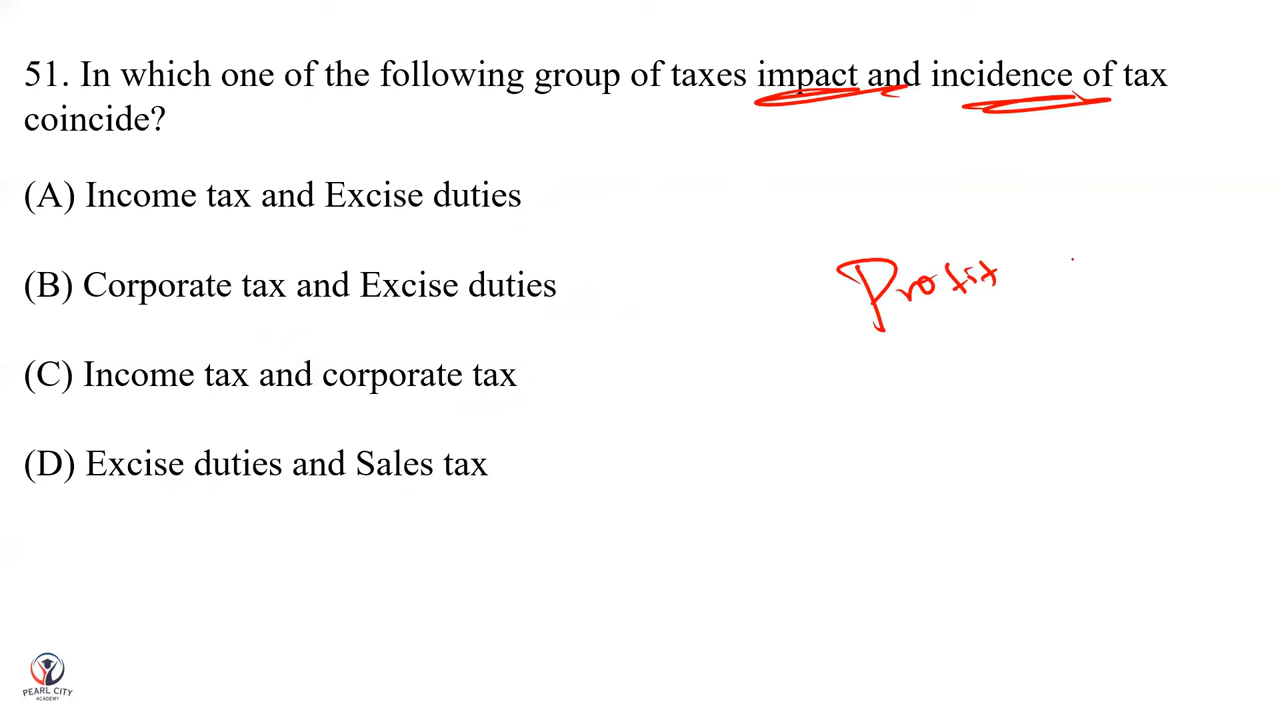 51. In which one of the following group of taxes impact and incidence of tax
coincide?
(A) Income tax and Excise duties
Profit
(B) Corporate tax and Excise duties
(C) Income tax and corporate tax
(D) Excise duties and Sales tax
PEARL CITY
ACADEMY